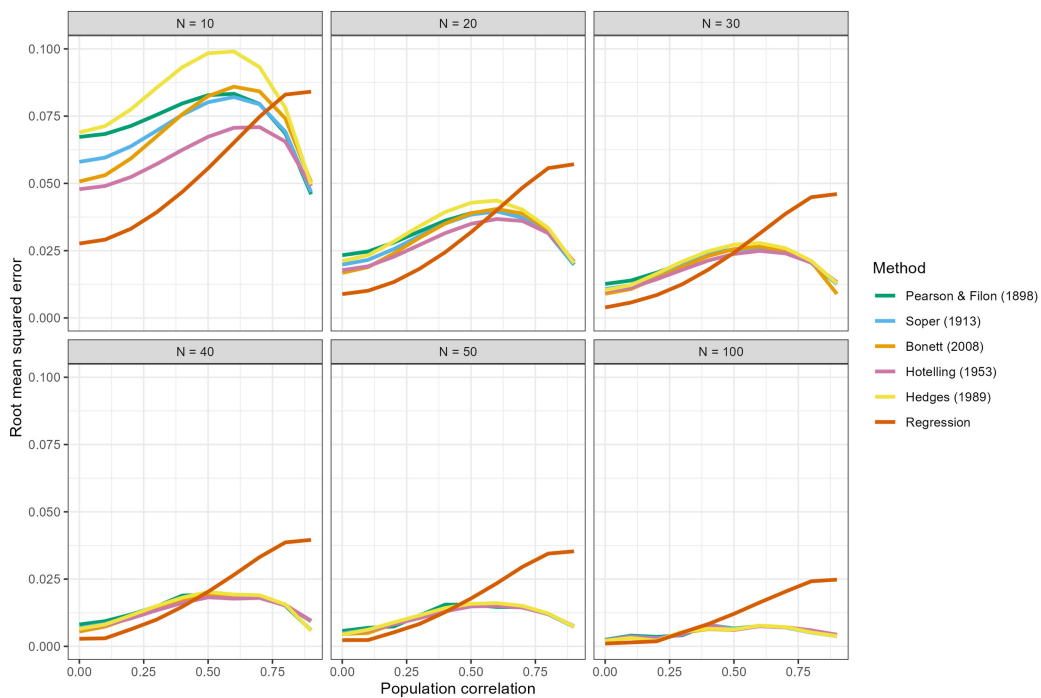 N = 10
N = 20
N = 30
0.100
0.075
0.050
0.025
0.000
N = 40
N = 50
N = 100
0.100
0.075
0.050
0.025
0.000
0.00 0.25 0.50 0.75
0.00 0.25 0.50 0.75
0.00 0.25 0.50 0.75
Population correlation
Root mean squared error
Method
Pearson & Filon (1898)
Soper (1913)
Bonett (2008)
Hotelling (1953)
Hedges (1989)
Regression